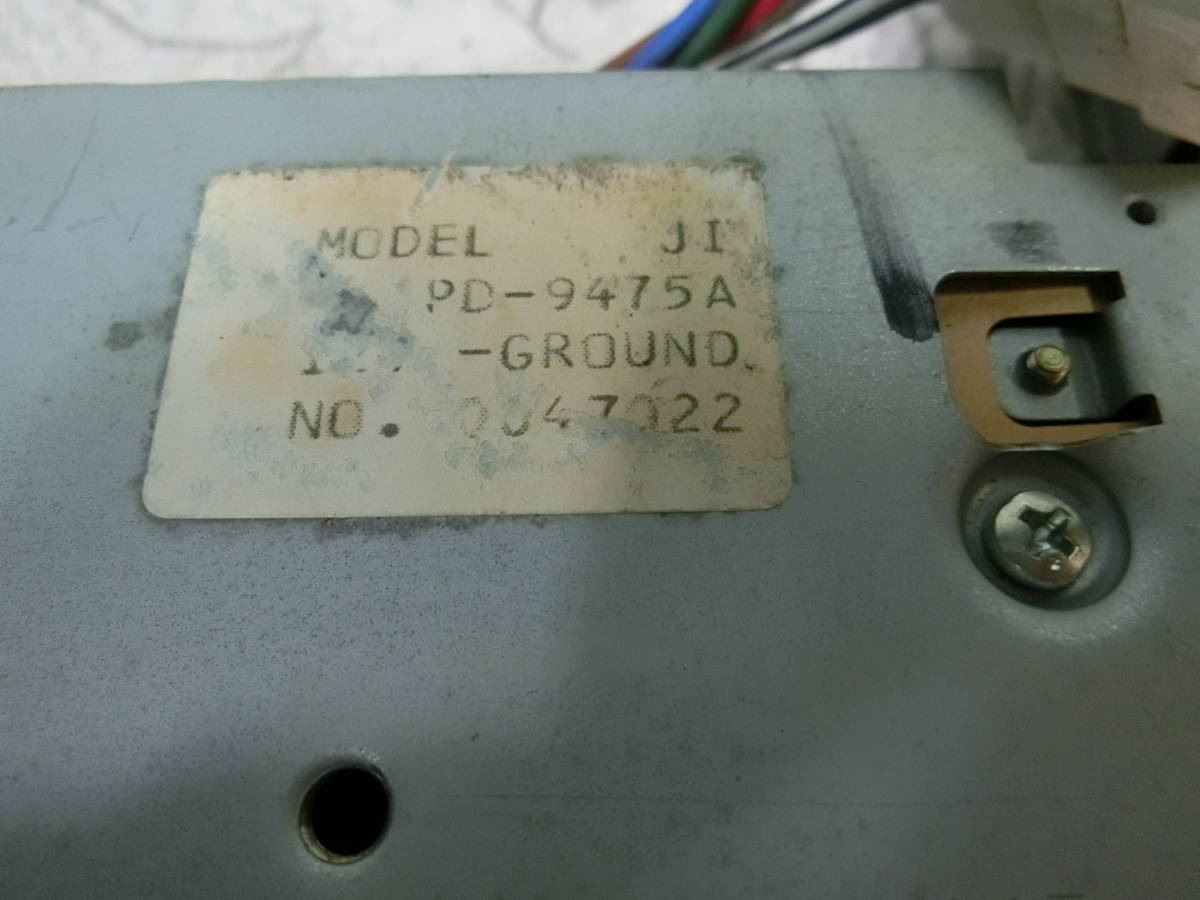 MODEL JI
PD-9475A
-GROUND.
NO.